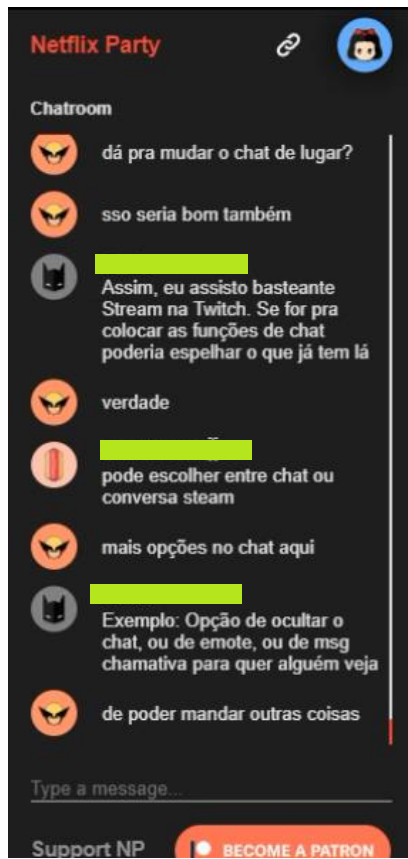 Netflix Party
Chatroom
dá pra mudar o chat de lugar?
sso seria bom também
Assim, eu assisto basteante
Stream na Twitch. Se for pra
colocar as funções de chat
poderia espelhar o que já tem lá
verdade
pode escolher entre chat ou
conversa steam
mais opções no chat aqui
Exemplo: Opção de ocultar o
chat, ou de emote, ou de msg
chamativa para quer alguém veja
de poder mandar outras coisas
Type a message...
Support NP
BECOME A PATRON